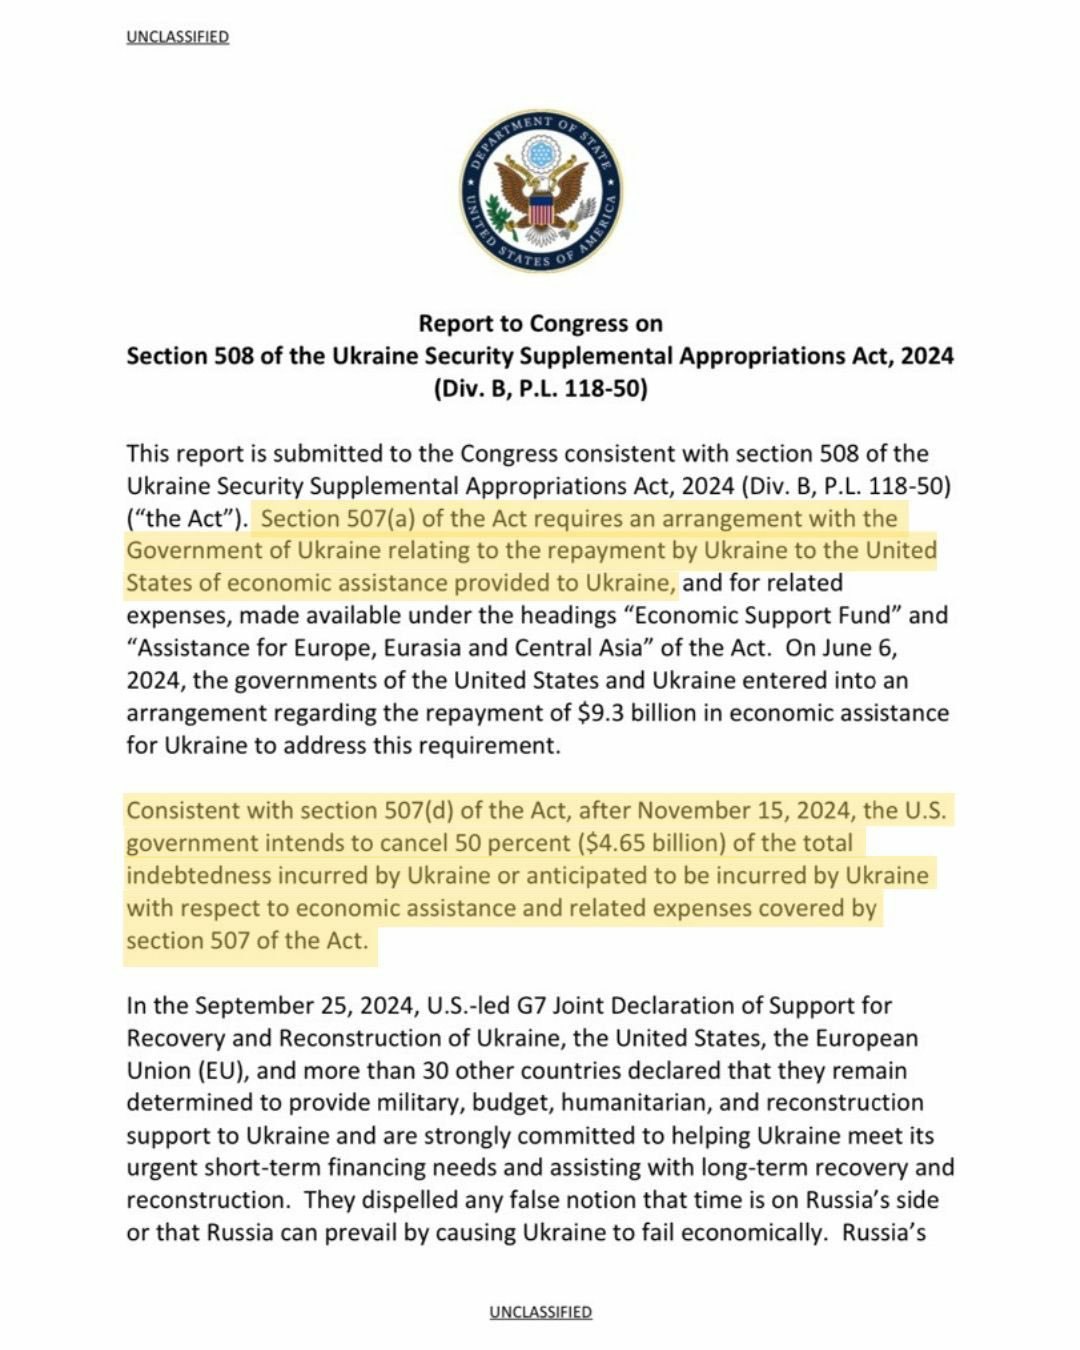 UNCLASSIFIED
DEPARTMENT OF STATE
UNITED STATES OF AMERICA
Report to Congress on
Section 508 of the Ukraine Security Supplemental Appropriations Act, 2024
(Div. B, P.L. 118-50)
This report is submitted to the Congress consistent with section 508 of the
Ukraine Security Supplemental Appropriations Act, 2024 (Div. B, P.L. 118-50)
(“the Act”).  Section 507(a) of the Act requires an arrangement with the
Government of Ukraine relating to the repayment by Ukraine to the United
States of economic assistance provided to Ukraine, and for related
expenses, made available under the headings “Economic Support Fund” and
“Assistance for Europe, Eurasia and Central Asia” of the Act.  On June 6,
2024, the governments of the United States and Ukraine entered into an
arrangement regarding the repayment of $9.3 billion in economic assistance
for Ukraine to address this requirement.
Consistent with section 507(d) of the Act, after November 15, 2024, the U.S.
government intends to cancel 50 percent ($4.65 billion) of the total
indebtedness incurred by Ukraine or anticipated to be incurred by Ukraine
with respect to economic assistance and related expenses covered by
section 507 of the Act.
In the September 25, 2024, U.S.-led G7 Joint Declaration of Support for
Recovery and Reconstruction of Ukraine, the United States, the European
Union (EU), and more than 30 other countries declared that they remain
determined to provide military, budget, humanitarian, and reconstruction
support to Ukraine and are strongly committed to helping Ukraine meet its
urgent short-term financing needs and assisting with long-term recovery and
reconstruction.  They dispelled any false notion that time is on Russia’s side
or that Russia can prevail by causing Ukraine to fail economically.  Russia’s
UNCLASSIFIED